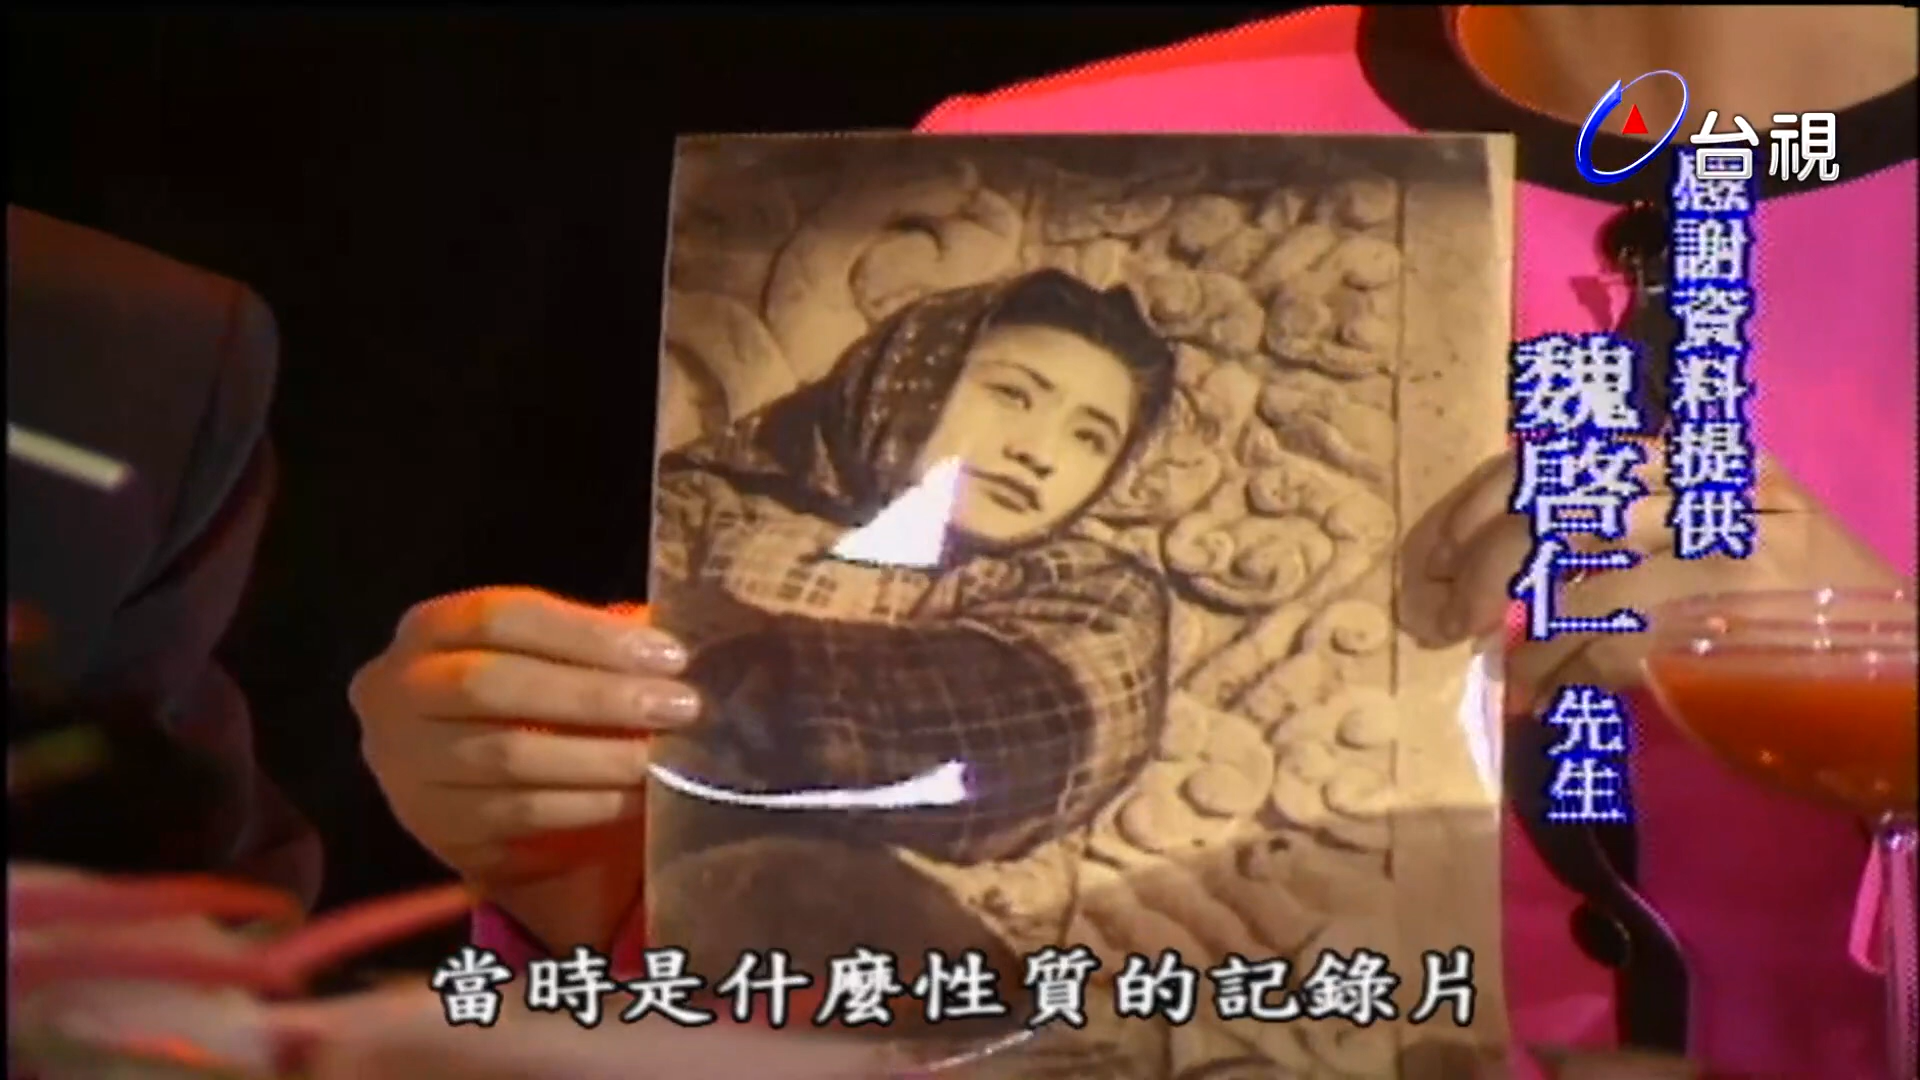 台視
感謝資料提供
魏啓仁 先生
當時是什麼性質的記錄片